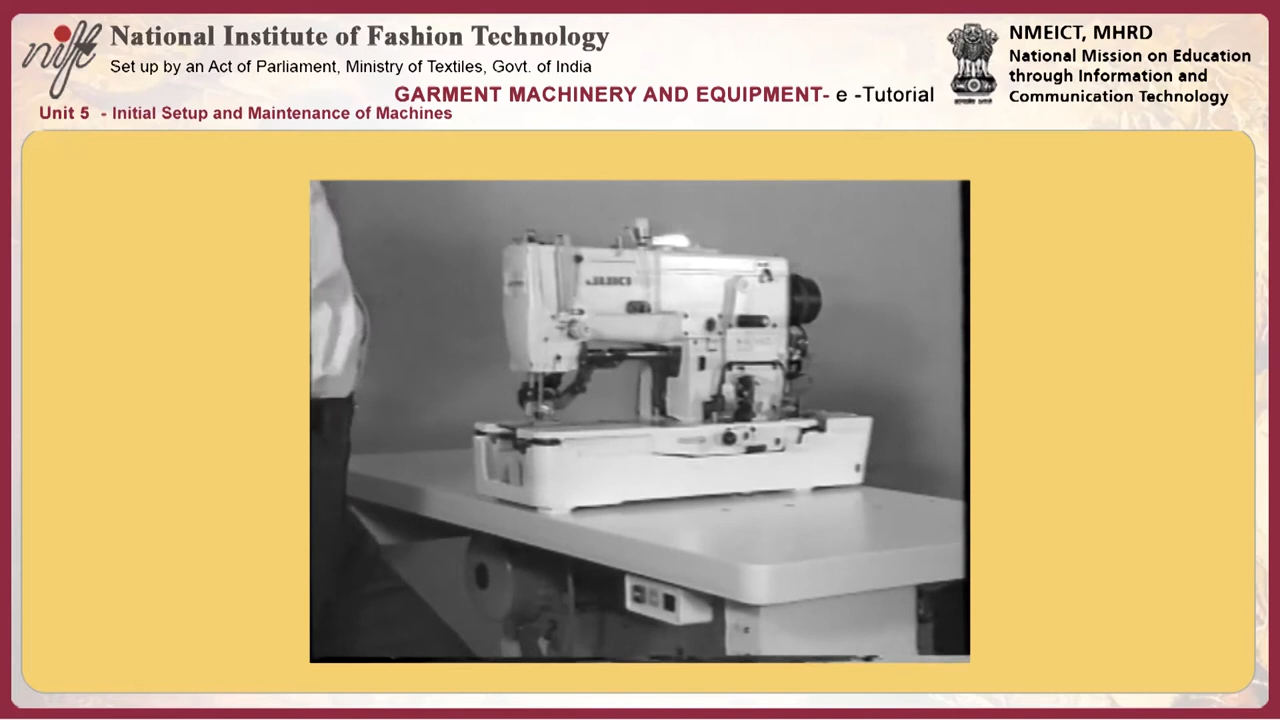 nift
National Institute of Fashion Technology
Set up by an Act of Parliament, Ministry of Textiles, Govt. of India
GARMENT MACHINERY AND EQUIPMENT- e -Tutorial
Unit 5 - Initial Setup and Maintenance of Machines
NMEICT, MHRD
National Mission on Education
through Information and
Communication Technology
JUKI